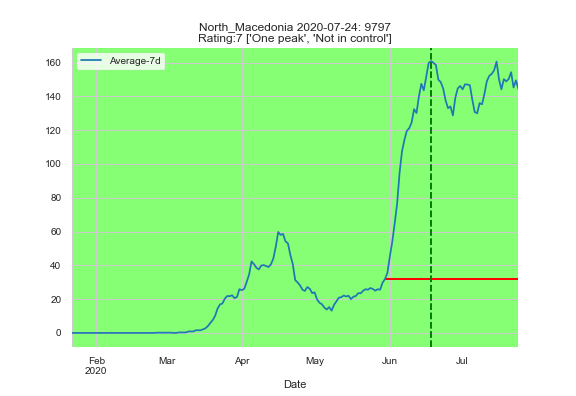 North_Macedonia 2020-07-24: 9797
Rating:7 ['One peak', 'Not in control']
Average-7d
160
140
120
100
80
60
40
20
0
Feb Mar Apr May Jun Jul
2020
Date